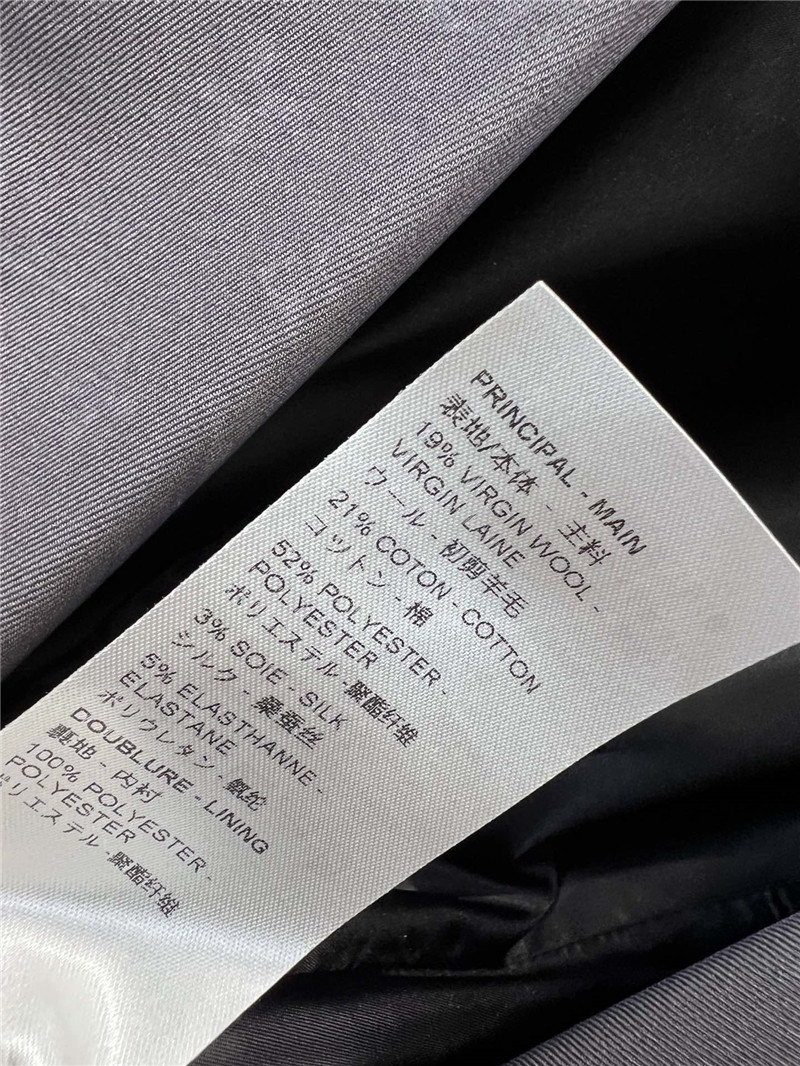 PRINCIPAL - MAIN
表地/本体 - 主料
19% VIRGIN WOOL -
VIRGIN LAINE
ウール - 初剪羊毛
21% COTON - COTTON
コットン - 棉
52% POLYESTER -
POLYESTER
ポリエステル - 聚酯纤维
3% SOIE - SILK
シルク - 桑蚕丝
5% ELASTHANNE -
ELASTANE
ポリウレタン - 氨纶
DOUBLURE - LINING
裏地 - 内衬
100% POLYESTER -
POLYESTER
ポリエステル - 聚酯纤维